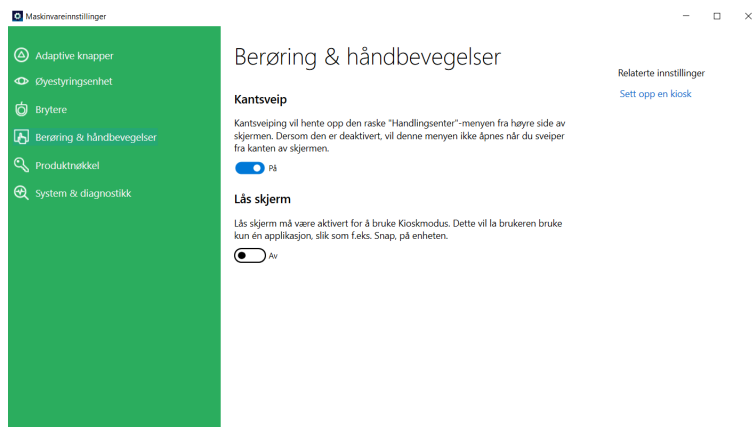 Maskinvareinnstillinger
Adaptive knapper
Øyestyringsenhet
Brytere
Berøring & håndbevegelser
Produktnøkkel
System & diagnostikk
Berøring & håndbevegelser
Kantsveip
Kantsveiping vil hente opp den raske "Handlingsenter"-menyen fra høyre side av
skjermen. Dersom den er deaktivert, vil denne menyen ikke åpnes når du sveiper
fra kanten av skjermen.
På
Lås skjerm
Lås skjerm må være aktivert for å bruke Kioskmodus. Dette vil la brukeren bruke
kun én applikasjon, slik som f.eks. Snap, på enheten.
Av
Relaterte innstillinger
Sett opp en kiosk